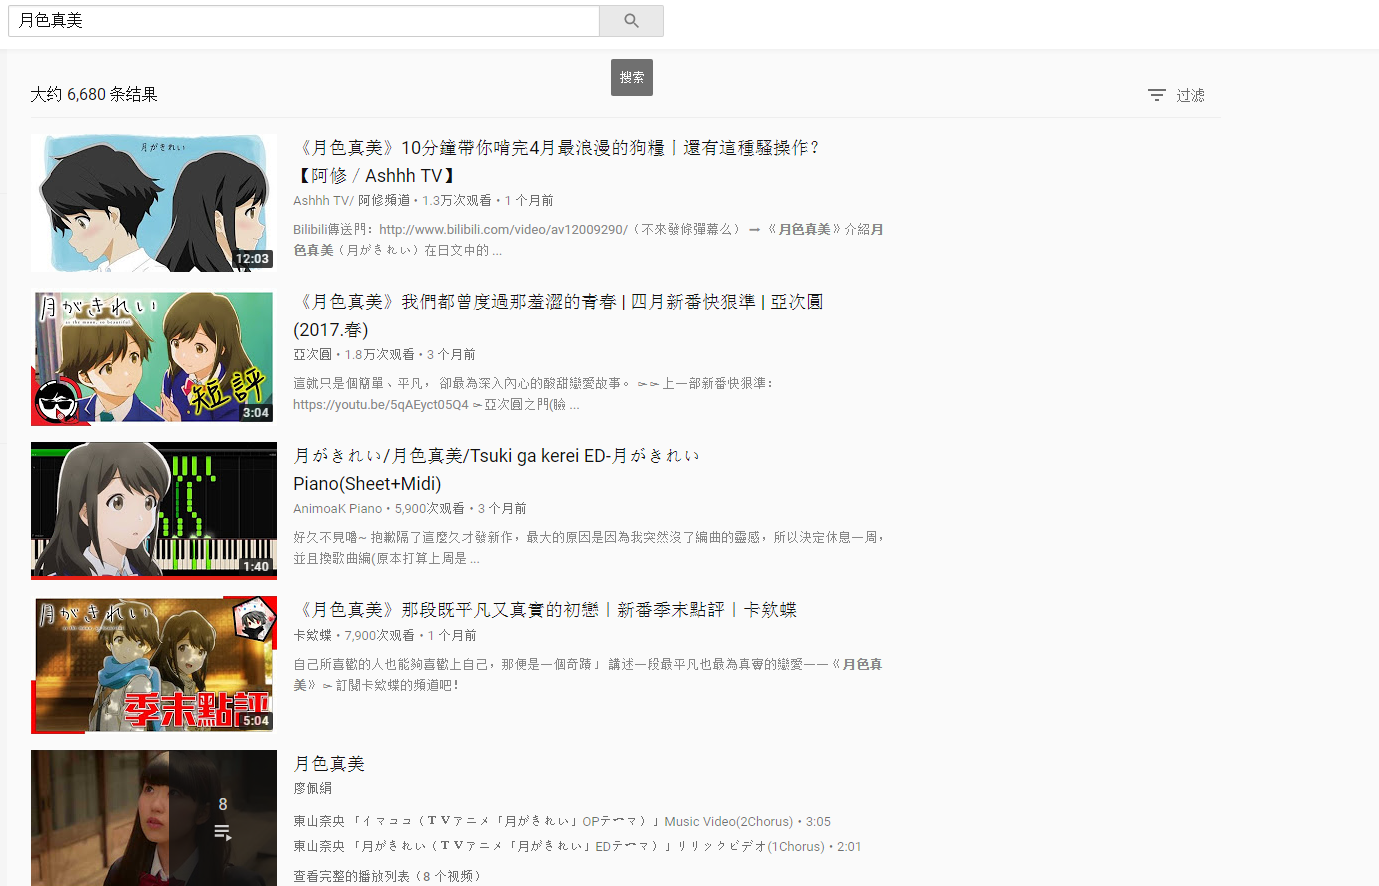 月色真美
搜索
大约 6,680 条结果
过滤
月がきれい
12:03
《月色真美》10分鐘帶你啃完4月最浪漫的狗糧｜還有這種騷操作？
【阿修 / Ashhh TV】
Ashhh TV/ 阿修頻道 • 1.3万次观看 • 1 个月前
Bilibili傳送門：http://www.bilibili.com/video/av12009290/（不來發修彈幕么） ➡《月色真美》介紹月
色真美（月がきれい）在日文中的 ...
月がきれい
as the moon, so beautiful.
短評
3:04
《月色真美》我們都曾度過那羞澀的青春 | 四月新番快狠準 | 亞次圓
(2017.春)
亞次圓 • 1.8万次观看 • 3 个月前
這就只是個簡單、平凡， 卻最為深入內心的酸甜戀愛故事。 ➢➢上一部新番快狠準：
https://youtu.be/5qAEyct05Q4 ➢亞次圓之門(臉 ...
1:40
月がきれい/月色真美/Tsuki ga kerei ED-月がきれい
Piano(Sheet+Midi)
AnimoaK Piano • 5,900次观看 • 3 个月前
好久不見嚕~ 抱歉隔了這麼久才發新作，最大的原因是因為我突然沒了編曲的靈感，所以決定休息一周，
並且換歌曲編(原本打算上周是 ...
月がきれい
as the moon, so beautiful.
季末點評
5:04
《月色真美》那段既平凡又真實的初戀｜新番季末點評｜卡欸蝶
卡欸蝶 • 7,900次观看 • 1 个月前
自己所喜歡的人也能夠喜歡上自己，那便是一個奇蹟」 講述一段最平凡也最為真實的戀愛——《月色真
美》 ➢ 訂閱卡欸蝶的頻道吧！
8
月色真美
廖佩绢
東山奈央 「イマココ（ＴＶアニメ「月がきれい」OPテーマ）」Music Video(2Chorus) • 3:05
東山奈央 「月がきれい（ＴＶアニメ「月がきれい」EDテーマ）」リリックビデオ(1Chorus) • 2:01
查看完整的播放列表（8 个视频）